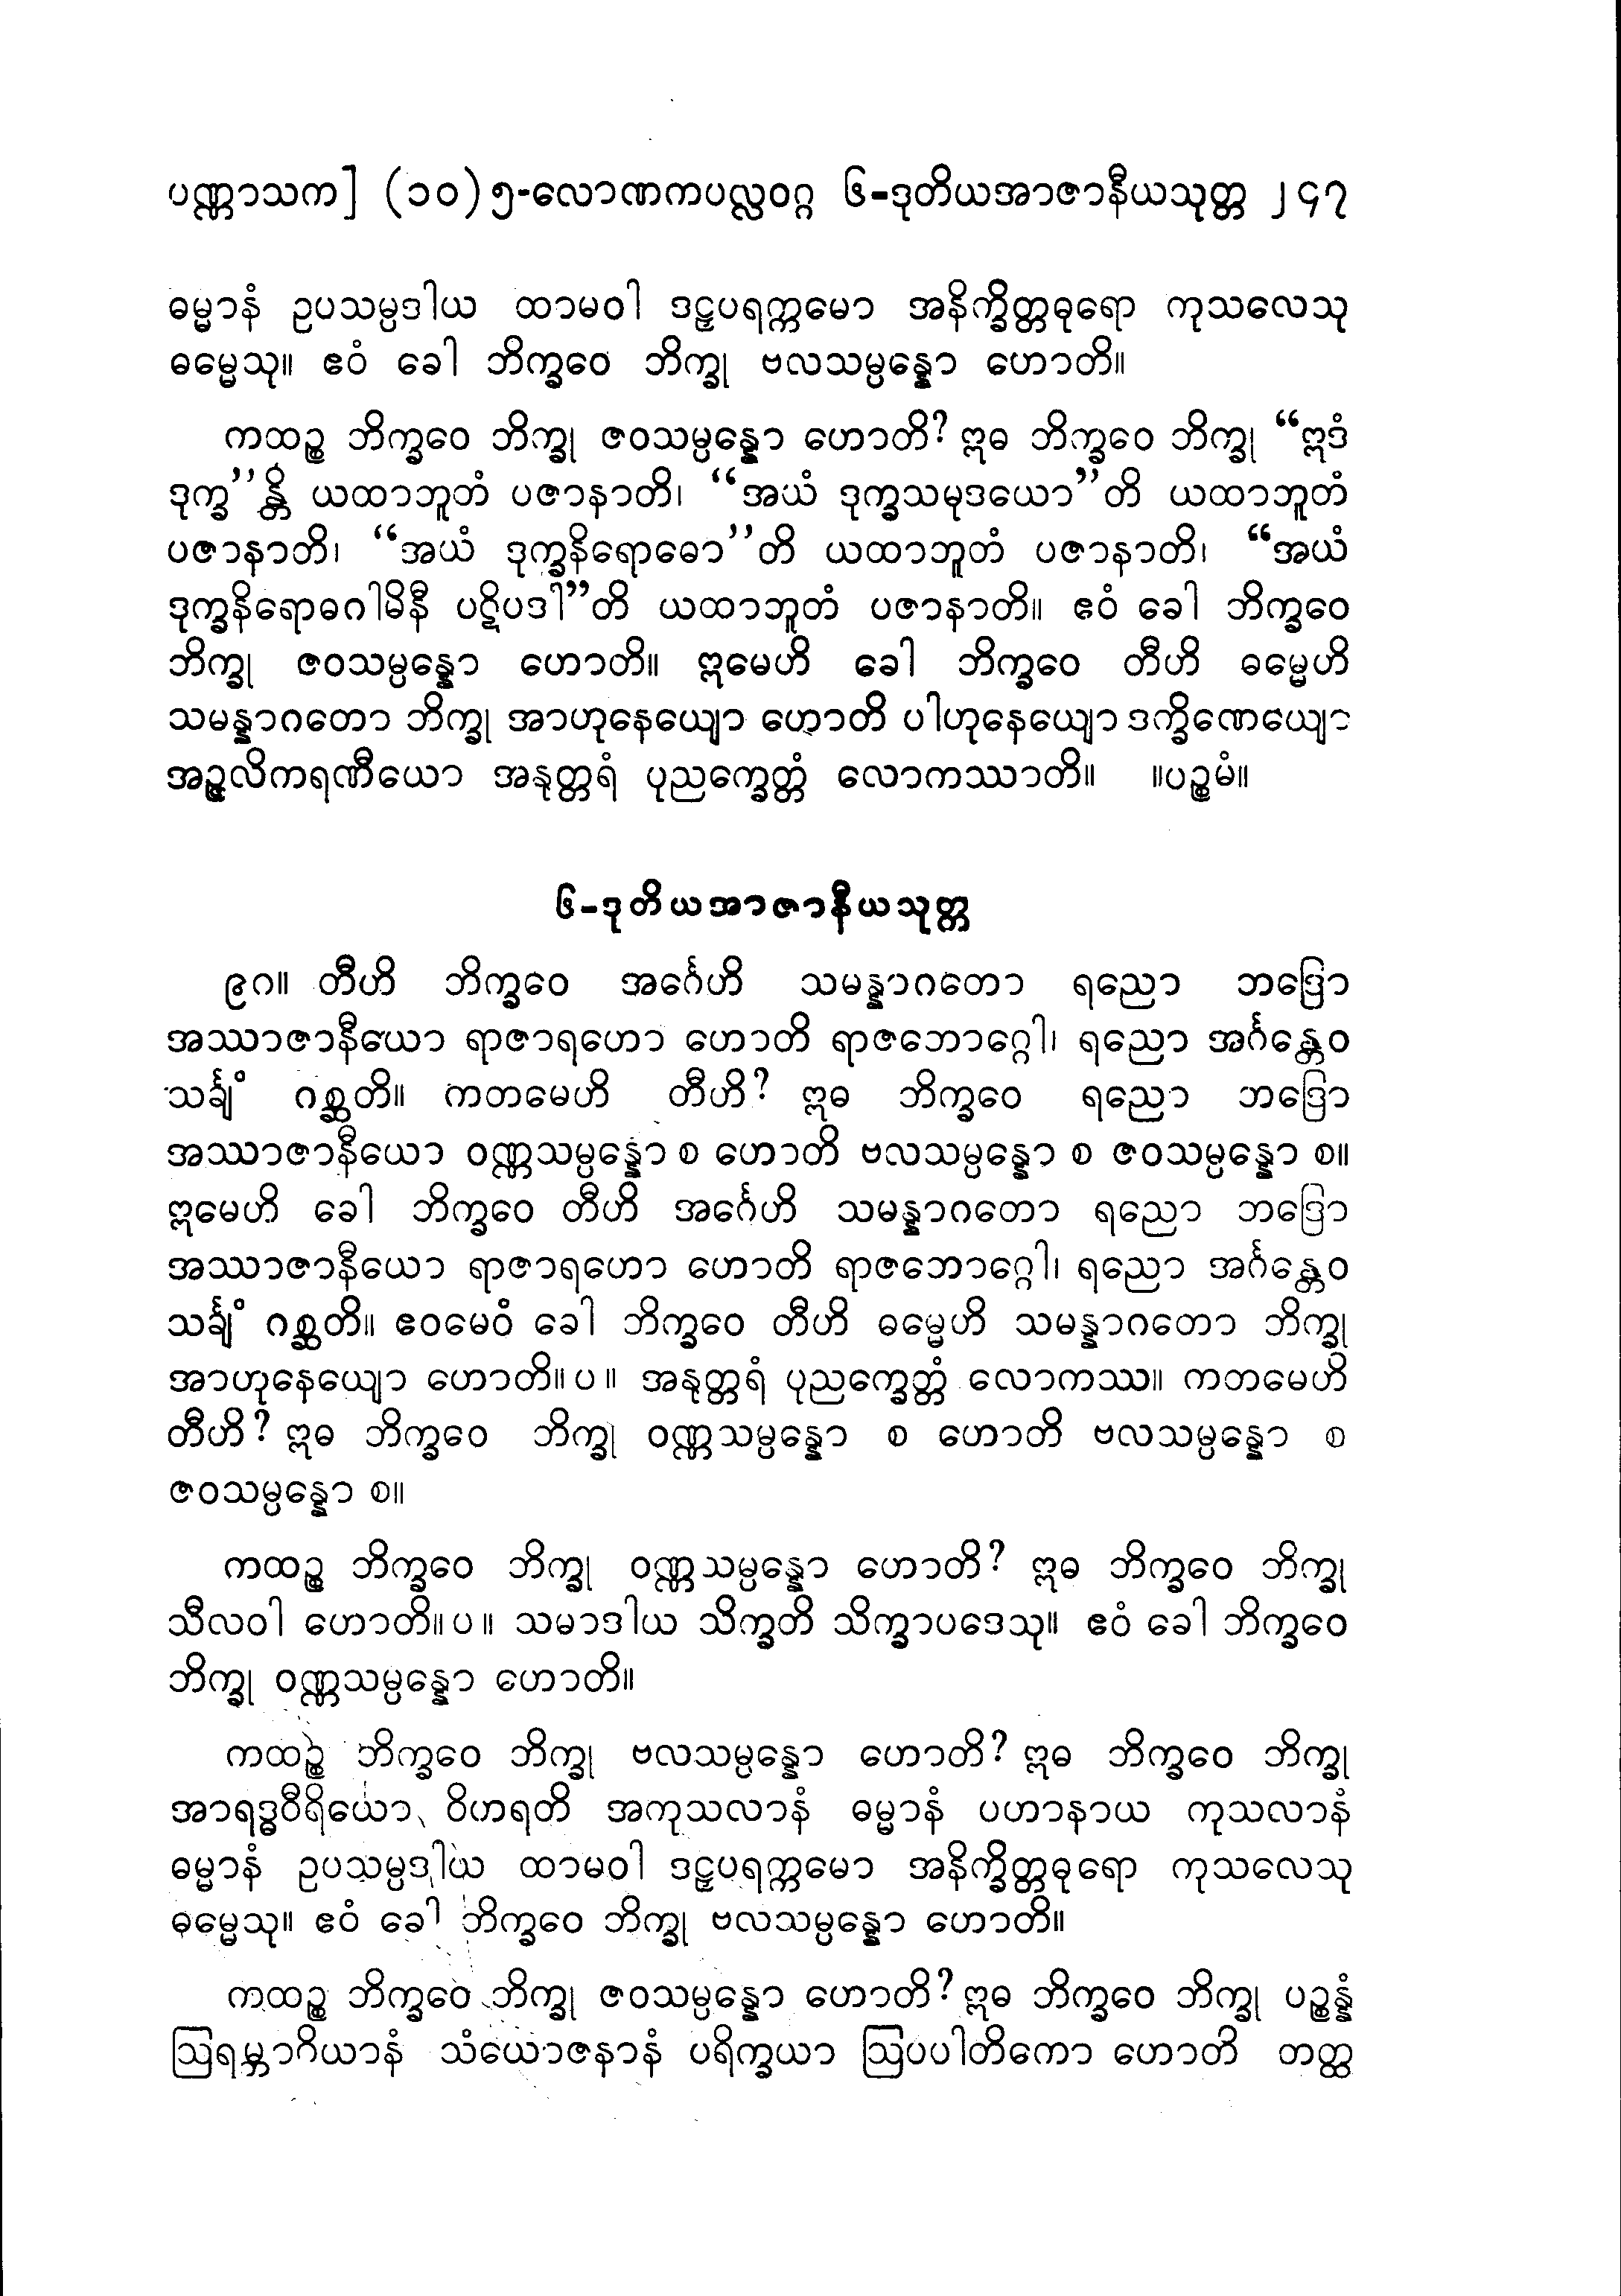 ပဏ္ဏာသက] (၁၀)၅-လောဏကပလ္လဝဂ္ဂ ၆-ဒုတိယအာဇာနီယသုတ္တ ၂၄၇
ဓမ္မာနံ ဥပသမ္ပဒါယ ထာမဝါ ဒဠှပရက္ကမော အနိက္ခိတ္တဓုရော ကုသလေသု
ဓမ္မေသု။ ဧဝံ ခေါ ဘိက္ခဝေ ဘိက္ခု ဗလသမ္ပန္နော ဟောတိ။
ကထဉ္စ ဘိက္ခဝေ ဘိက္ခု ဇဝသမ္ပန္နော ဟောတိ? ဣဓ ဘိက္ခဝေ ဘိက္ခု “ဣဒံ
ဒုက္ခ”န္တိ ယထာဘူတံ ပဇာနာတိ၊ “အယံ ဒုက္ခသမုဒယော”တိ ယထာဘူတံ
ပဇာနာတိ၊ “အယံ ဒုက္ခနိရောဓော”တိ ယထာဘူတံ ပဇာနာတိ၊ “အယံ
ဒုက္ခနိရောဓဂါမိနီ ပဋိပဒါ”တိ ယထာဘူတံ ပဇာနာတိ။ ဧဝံ ခေါ ဘိက္ခဝေ
ဘိက္ခု ဇဝသမ္ပန္နော ဟောတိ။ ဣမေဟိ ခေါ ဘိက္ခဝေ တီဟိ ဓမ္မေဟိ
သမန္နာဂတော ဘိက္ခု အာဟုနေယျော ဟောတိ ပါဟုနေယျော ဒက္ခိဏေယျော
အဉ္ဇလိကရဏီယော အနုတ္တရံ ပုညက္ခေတ္တံ လောကဿာတိ။ ။ပဉ္စမံ။
၆-ဒုတိယအာဇာနီယသုတ္တ
၉၈။ တီဟိ ဘိက္ခဝေ အင်္ဂေဟိ သမန္နာဂတော ရညော ဘဒြော
အဿာဇာနီယော ရာဇာရဟော ဟောတိ ရာဇဘောဂ္ဂေါ၊ ရညော အင်္ဂန္တေဝ
သင်္ချံ ဂစ္ဆတိ။ ကတမေဟိ တီဟိ? ဣဓ ဘိက္ခဝေ ရညော ဘဒြော
အဿာဇာနီယော ဝဏ္ဏသမ္ပန္နော စ ဟောတိ ဗလသမ္ပန္နော စ ဇဝသမ္ပန္နော စ။
ဣမေဟိ ခေါ ဘိက္ခဝေ တီဟိ အင်္ဂေဟိ သမန္နာဂတော ရညော ဘဒြော
အဿာဇာနီယော ရာဇာရဟော ဟောတိ ရာဇဘောဂ္ဂေါ၊ ရညော အင်္ဂန္တေဝ
သင်္ချံ ဂစ္ဆတိ။ ဧဝမေဝံ ခေါ ဘိက္ခဝေ တီဟိ ဓမ္မေဟိ သမန္နာဂတော ဘိက္ခု
အာဟုနေယျော ဟောတိ။ပ။ အနုတ္တရံ ပုညက္ခေတ္တံ လောကဿ။ ကတမေဟိ
တီဟိ? ဣဓ ဘိက္ခဝေ ဘိက္ခု ဝဏ္ဏသမ္ပန္နော စ ဟောတိ ဗလသမ္ပန္နော စ
ဇဝသမ္ပန္နော စ။
ကထဉ္စ ဘိက္ခဝေ ဘိက္ခု ဝဏ္ဏသမ္ပန္နော ဟောတိ? ဣဓ ဘိက္ခဝေ ဘိက္ခု
သီလဝါ ဟောတိ။ပ။ သမာဒါယ သိက္ခတိ သိက္ခာပဒေသု။ ဧဝံ ခေါ ဘိက္ခဝေ
ဘိက္ခု ဝဏ္ဏသမ္ပန္နော ဟောတိ။
ကထဉ္စ ဘိက္ခဝေ ဘိက္ခု ဗလသမ္ပန္နော ဟောတိ? ဣဓ ဘိက္ခဝေ ဘိက္ခု
အာရဒ္ဓဝီရိယော ဝိဟရတိ အကုသလာနံ ဓမ္မာနံ ပဟာနာယ ကုသလာနံ
ဓမ္မာနံ ဥပသမ္ပဒါယ ထာမဝါ ဒဠှပရက္ကမော အနိက္ခိတ္တဓုရော ကုသလေသု
ဓမ္မေသု။ ဧဝံ ခေါ ဘိက္ခဝေ ဘိက္ခု ဗလသမ္ပန္နော ဟောတိ။
ကထဉ္စ ဘိက္ခဝေ ဘိက္ခု ဇဝသမ္ပန္နော ဟောတိ? ဣဓ ဘိက္ခဝေ ဘိက္ခု ပဉ္စန္နံ
ဩရမ္ဘာဂိယာနံ သံယောဇနာနံ ပရိက္ခယာ ဩပပါတိကော ဟောတိ တတ္ထ